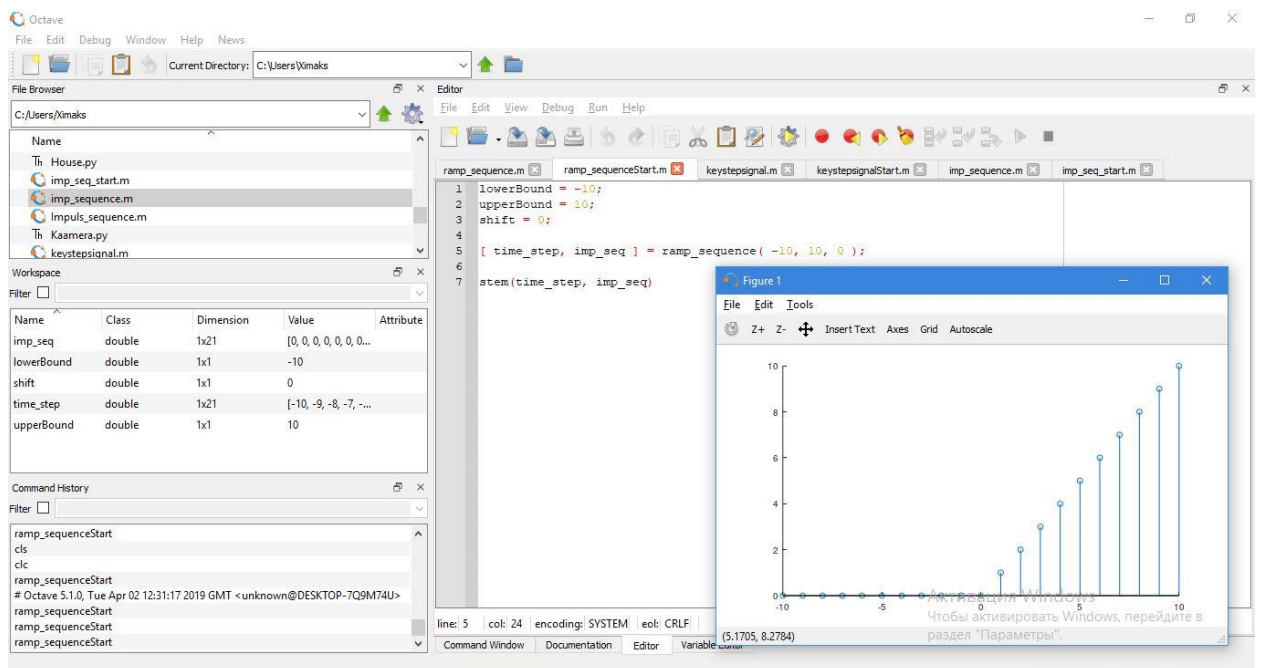 Octave
File Edit Debug Window Help News
Current Directory: C:\Users\Ximaks
File Browser
C:/Users/Ximaks
Name
House.py
imp_seq_start.m
imp_sequence.m
Impuls_sequence.m
Kaamera.py
keystepsignal.m
Workspace
Filter
Name Class Dimension Value Attribute
imp_seq double 1x21 [0, 0, 0, 0, 0, 0, 0...
lowerBound double 1x1 -10
shift double 1x1 0
time_step double 1x21 [-10, -9, -8, -7, -...
upperBound double 1x1 10
Command History
Filter
ramp_sequenceStart
cls
clc
ramp_sequenceStart
# Octave 5.1.0, Tue Apr 02 12:31:17 2019 GMT <unknown@DESKTOP-7Q9M74U>
ramp_sequenceStart
ramp_sequenceStart
ramp_sequenceStart
Editor
File Edit View Debug Run Help
ramp_sequence.m ramp_sequenceStart.m keystepsignal.m keystepsignalStart.m imp_sequence.m imp_seq_start.m
1 lowerBound = -10;
2 upperBound = 10;
3 shift = 0;
4
5 [ time_step, imp_seq ] = ramp_sequence( -10, 10, 0 );
6
7 stem(time_step, imp_seq)
line: 5 col: 24 encoding: SYSTEM eol: CRLF
Command Window Documentation Editor Variable Editor
Figure 1
File Edit Tools
Z+ Z- Insert Text Axes Grid Autoscale
10
8
6
4
2
0
-10 -5 0 5 10
(5.1705, 8.2784)
Активация Windows
Чтобы активировать Windows, перейдите в
раздел "Параметры".